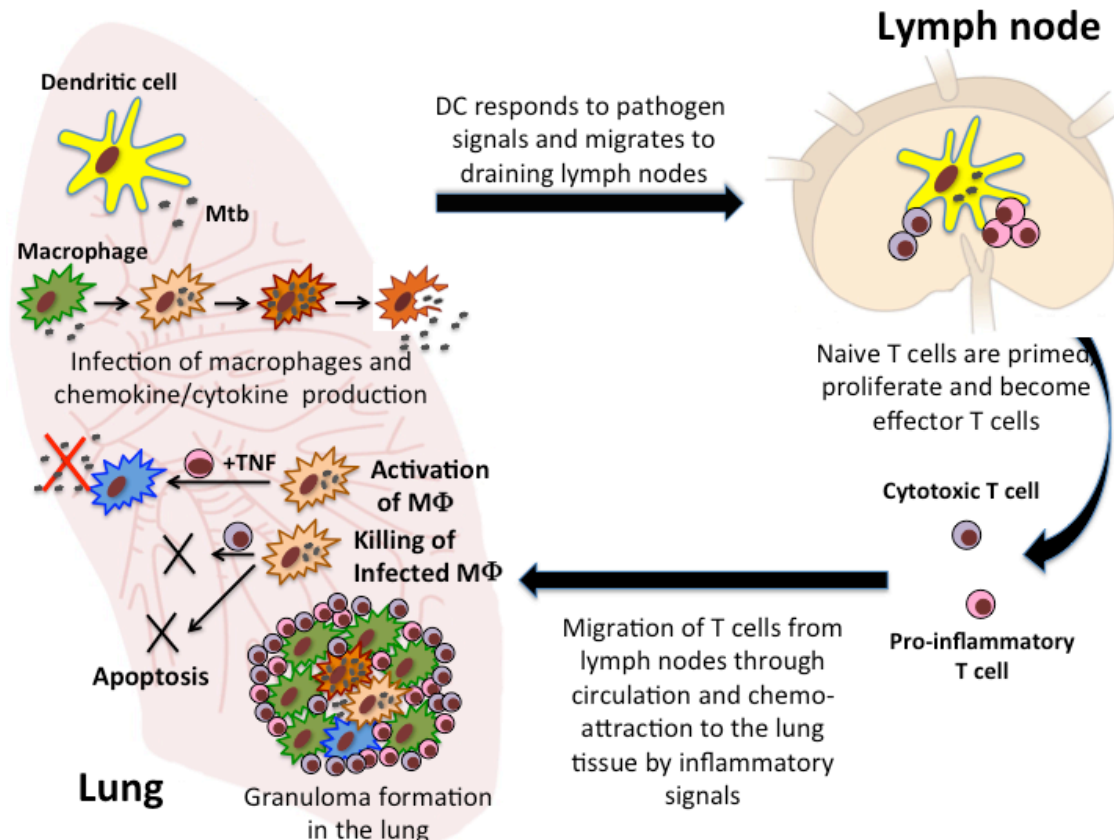 Lymph node
Dendritic cell
DC responds to pathogen
signals and migrates to
draining lymph nodes
Mtb
Macrophage
Infection of macrophages and
chemokine/cytokine production
Naive T cells are primed,
proliferate and become
effector T cells
+TNF
Activation
of MΦ
Killing of
Infected MΦ
Apoptosis
Cytotoxic T cell
Pro-inflammatory
T cell
Migration of T cells from
lymph nodes through
circulation and chemo-
attraction to the lung
tissue by inflammatory
signals
Lung
Granuloma formation
in the lung